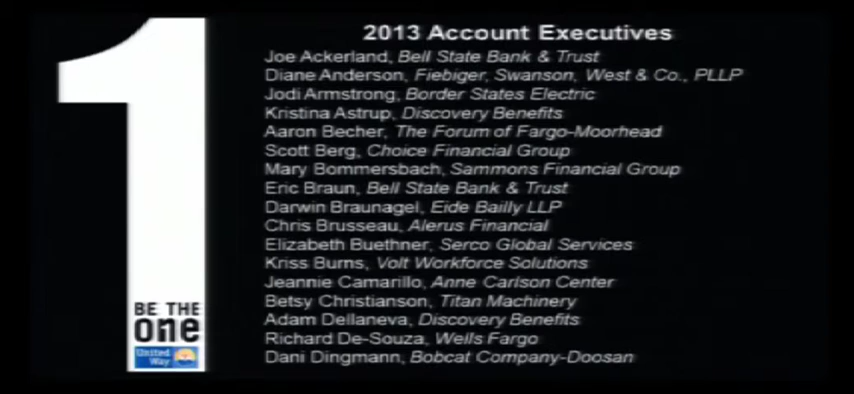 2013 Account Executives
Joe Ackerland, Bell State Bank & Trust
Diane Anderson, Fiebiger, Swanson, West & Co., PLLP
Jodi Armstrong, Border States Electric
Kristina Astrup, Discovery Benefits
Aaron Becher, The Forum of Fargo-Moorhead
Scott Berg, Choice Financial Group
Mary Bommersbach, Sammons Financial Group
Eric Braun, Bell State Bank & Trust
Darwin Braunagel, Eide Bailly LLP
Chris Brusseau, Alerus Financial
Elizabeth Buethner, Serco Global Services
Kriss Burns, Volt Workforce Solutions
Jeannie Camarillo, Anne Carlson Center
Betsy Christianson, Titan Machinery
Adam Dellaneva, Discovery Benefits
Richard De-Souza, Wells Fargo
Dani Dingmann, Bobcat Company-Doosan
1
BE THE
one
United
Way